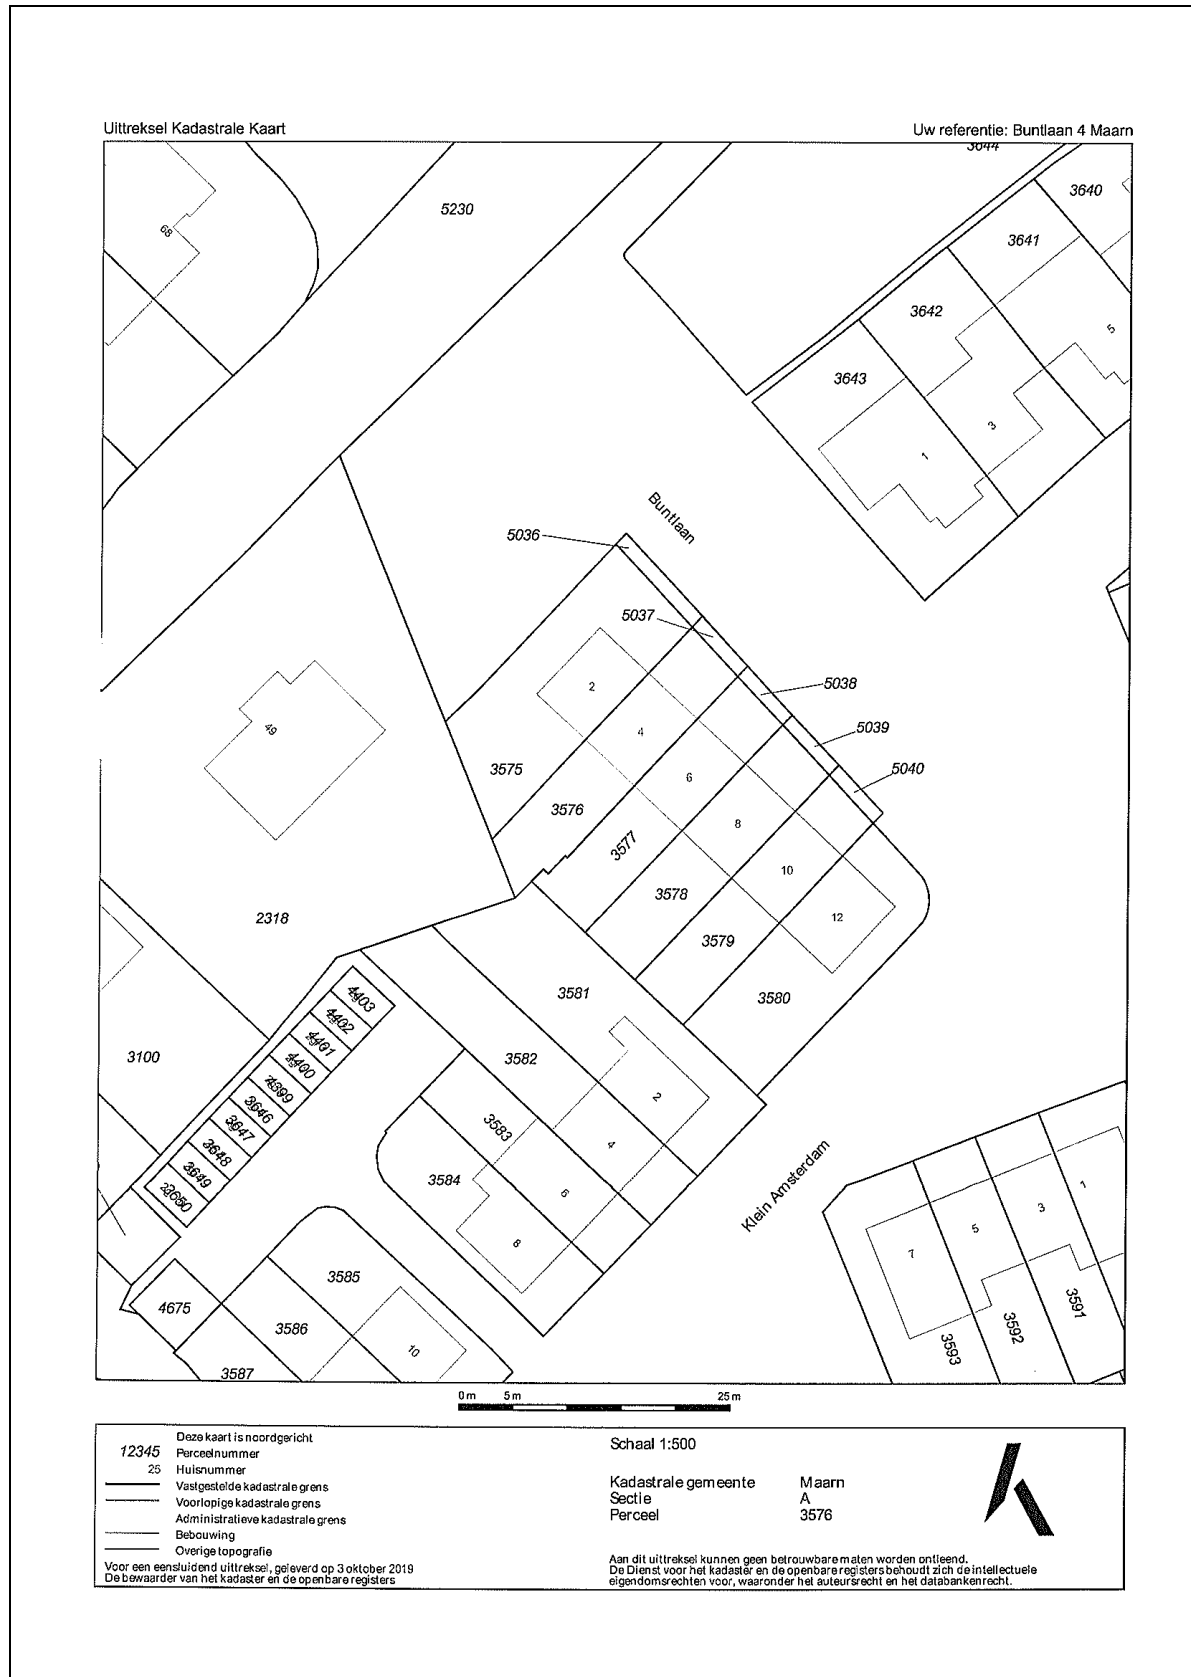 Uittreksel Kadastrale Kaart
Uw referentie: Buntlaan 4 Maarn
3644
3640
5230
68
3641
3642
5
3643
3
1
Buntlaan
5036
5037
5038
2
49
4
5039
3575
6
5040
3576
8
3577
10
3578
12
2318
3579
3581
3580
4403
4402
4401
3582
3100
4400
4399
2
3646
3583
3647
4
3648
Klein Amsterdam
3584
3649
6
3650
8
1
3
5
7
3585
4675
3586
10
3591
3592
3593
3587
0 m 5 m 25 m
Deze kaart is noordgericht
12345 Perceelnummer
25 Huisnummer
Vastgestelde kadastrale grens
Voorlopige kadastrale grens
Administratieve kadastrale grens
Bebouwing
Overige topografie
Voor een eensluidend uittreksel, geleverd op 3 oktober 2019
De bewaarder van het kadaster en de openbare registers
Schaal 1:500
Kadastrale gemeente Maarn
Sectie A
Perceel 3576
Aan dit uittreksel kunnen geen betrouwbare maten worden ontleend.
De Dienst voor het kadaster en de openbare registers behoudt zich de intellectuele
eigendomsrechten voor, waaronder het auteursrecht en het databankenrecht.